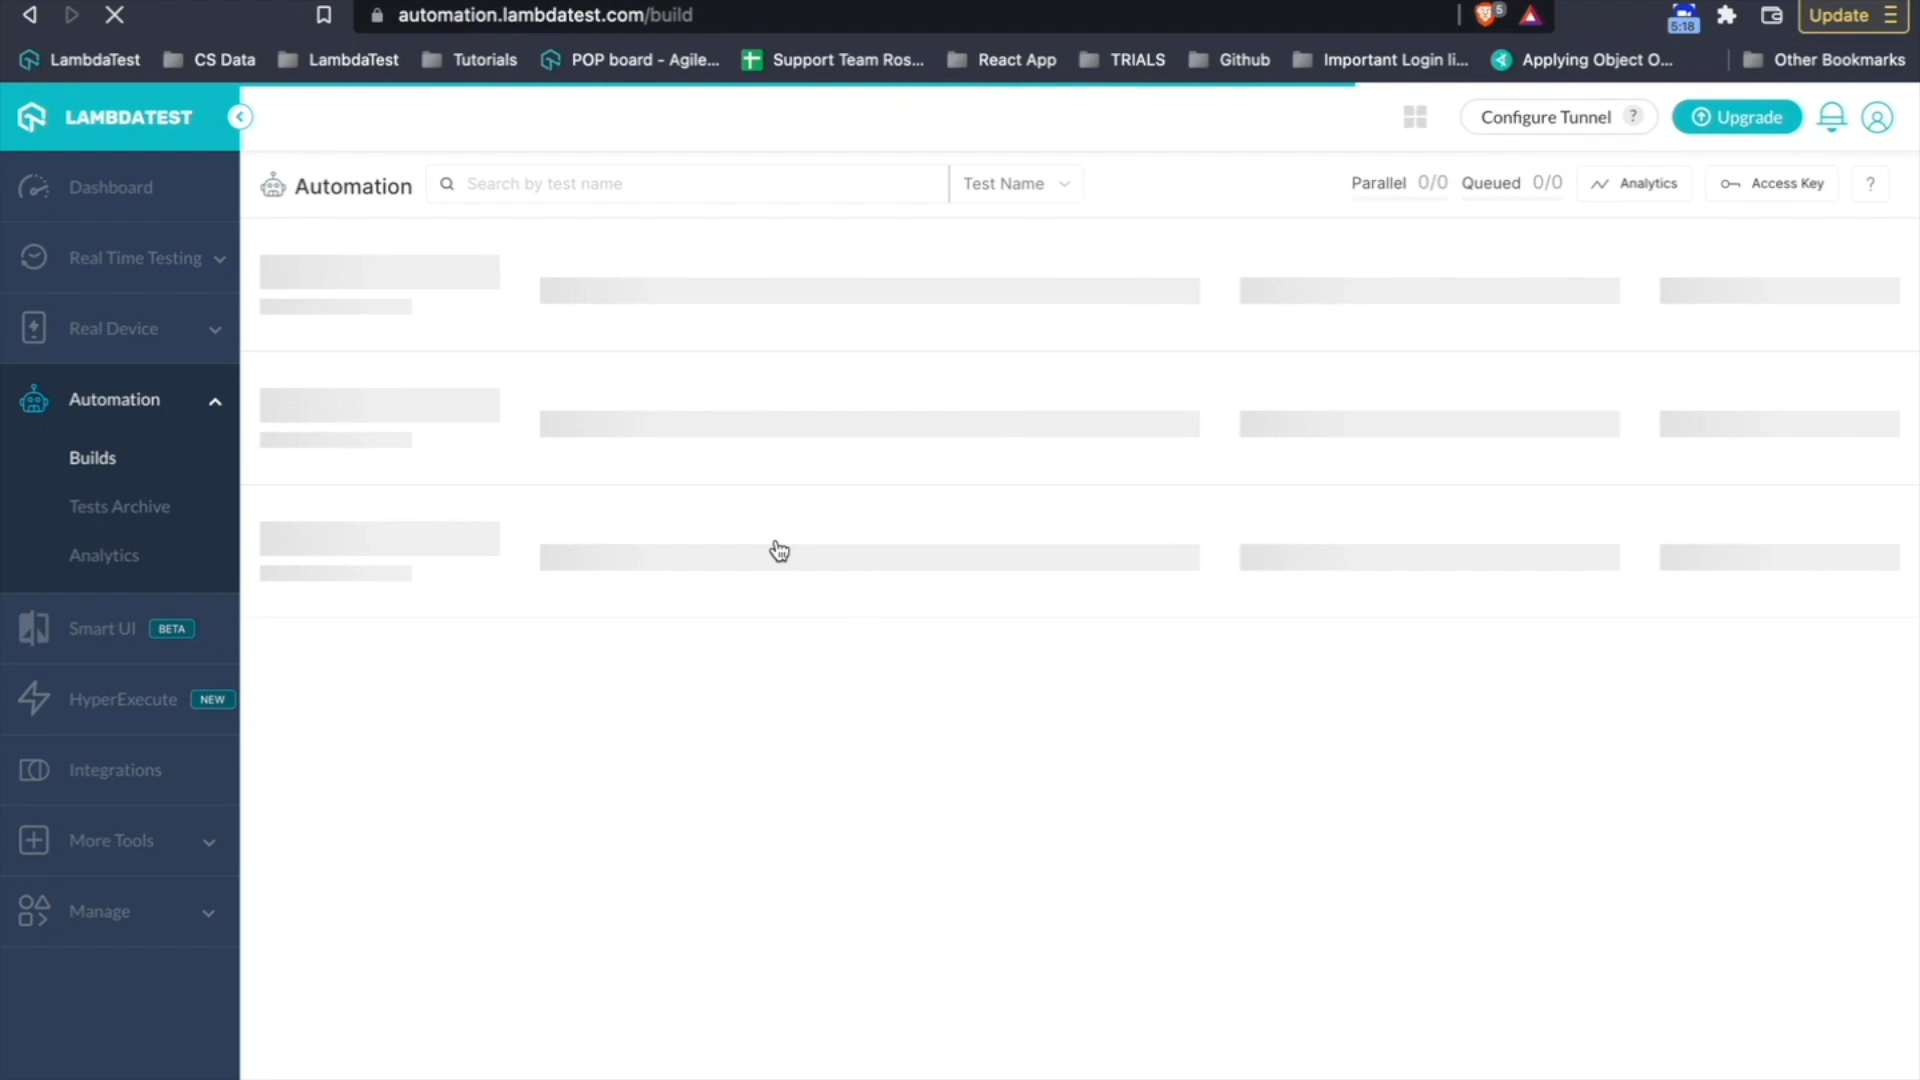 automation.lambdatest.com/build
5
5:18
Update
LambdaTest CS Data LambdaTest Tutorials POP board - Agile... Support Team Ros... React App TRIALS Github Important Login li... Applying Object O... Other Bookmarks
LAMBDATEST
Configure Tunnel ? Upgrade
Dashboard
Automation Search by test name Test Name Parallel 0/0 Queued 0/0 Analytics Access Key ?
Real Time Testing
Real Device
Automation
Builds
Tests Archive
Analytics
Smart UI BETA
HyperExecute NEW
Integrations
More Tools
Manage